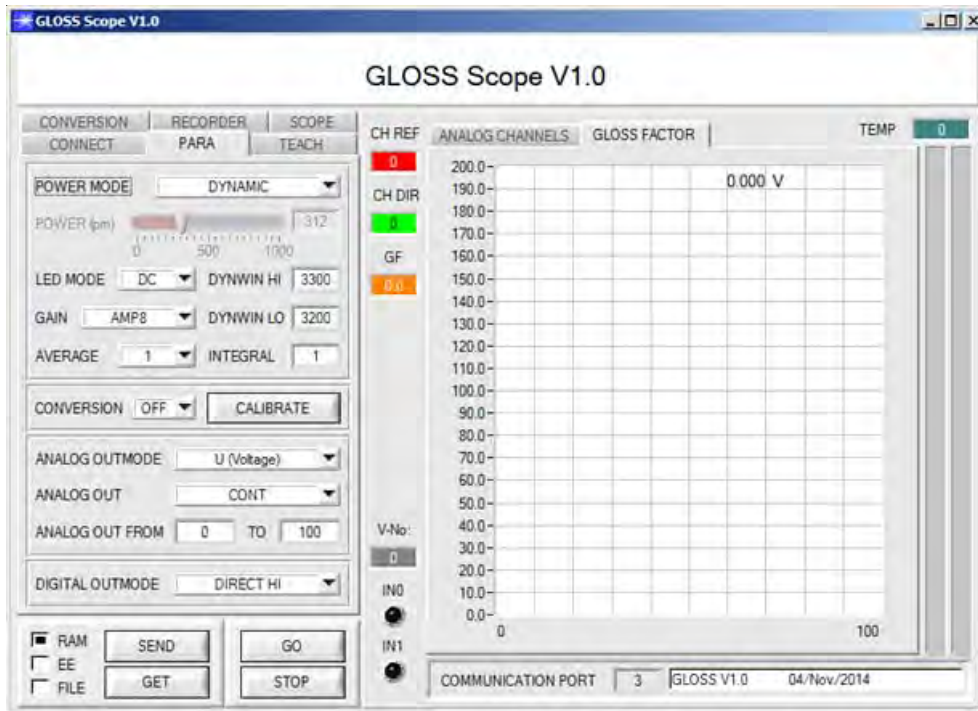 GLOSS Scope V1.0
GLOSS Scope V1.0
CONVERSION RECORDER SCOPE
CONNECT PARA TEACH
POWER MODE DYNAMIC
POWER (pm) 312
0 500 1000
LED MODE DC DYNWIN HI 3300
GAIN AMP8 DYNWIN LO 3200
AVERAGE 1 INTEGRAL 1
CONVERSION OFF CALIBRATE
ANALOG OUTMODE U (Voltage)
ANALOG OUT CONT
ANALOG OUT FROM 0 TO 100
DIGITAL OUTMODE DIRECT HI
RAM
EE
FILE
SEND GO
GET STOP
CH REF
0
CH DIR
0
GF
0.0
V-No:
0
IN0
IN1
ANALOG CHANNELS GLOSS FACTOR
TEMP 0
0.000 V
200.0
190.0
180.0
170.0
160.0
150.0
140.0
130.0
120.0
110.0
100.0
90.0
80.0
70.0
60.0
50.0
40.0
30.0
20.0
10.0
0.0
0 100
COMMUNICATION PORT 3 GLOSS V1.0 04/Nov/2014